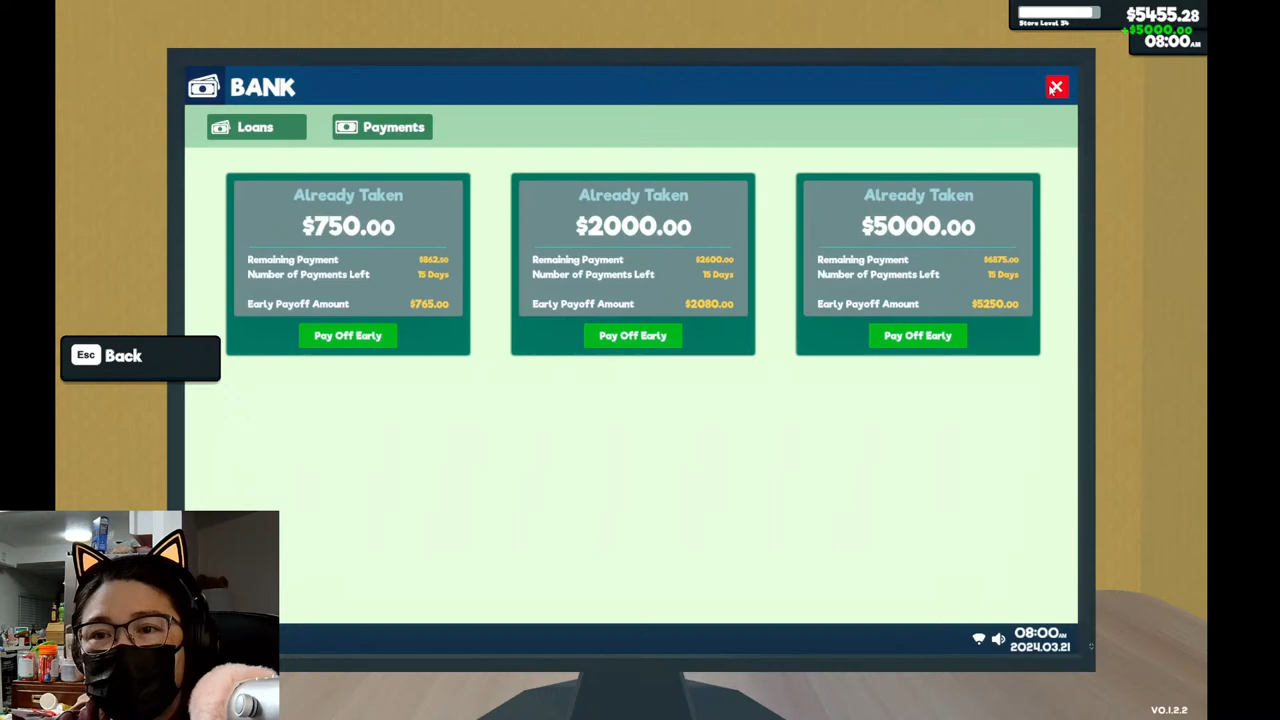 $5455.28
Store Level 34
+$5000.00
08:00AM
BANK
Loans
Payments
Already Taken
$750.00
Remaining Payment $862.50
Number of Payments Left 15 Days
Early Payoff Amount $765.00
Pay Off Early
Already Taken
$2000.00
Remaining Payment $2600.00
Number of Payments Left 15 Days
Early Payoff Amount $2080.00
Pay Off Early
Already Taken
$5000.00
Remaining Payment $6875.00
Number of Payments Left 15 Days
Early Payoff Amount $5250.00
Pay Off Early
Esc Back
08:00AM
2024.03.21
V0.1.2.2